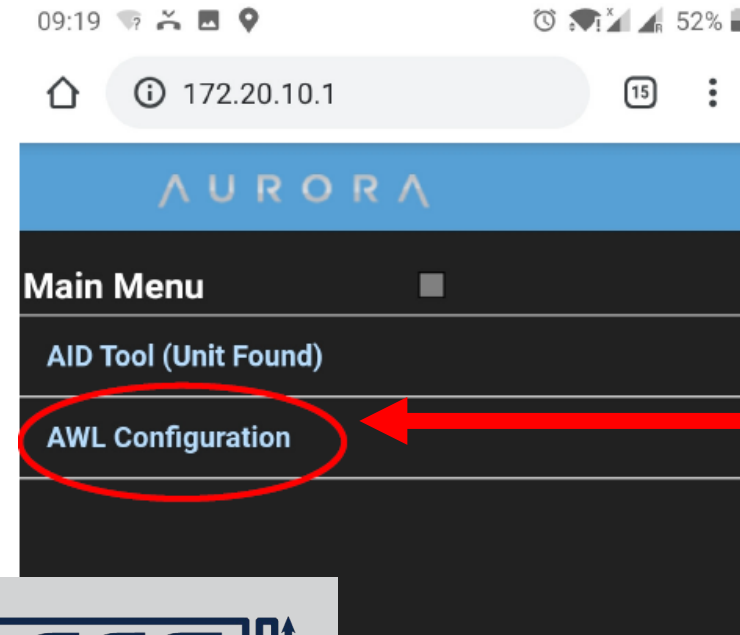 09:19 52%
172.20.10.1 15
AURORA
Main Menu
AID Tool (Unit Found)
AWL Configuration